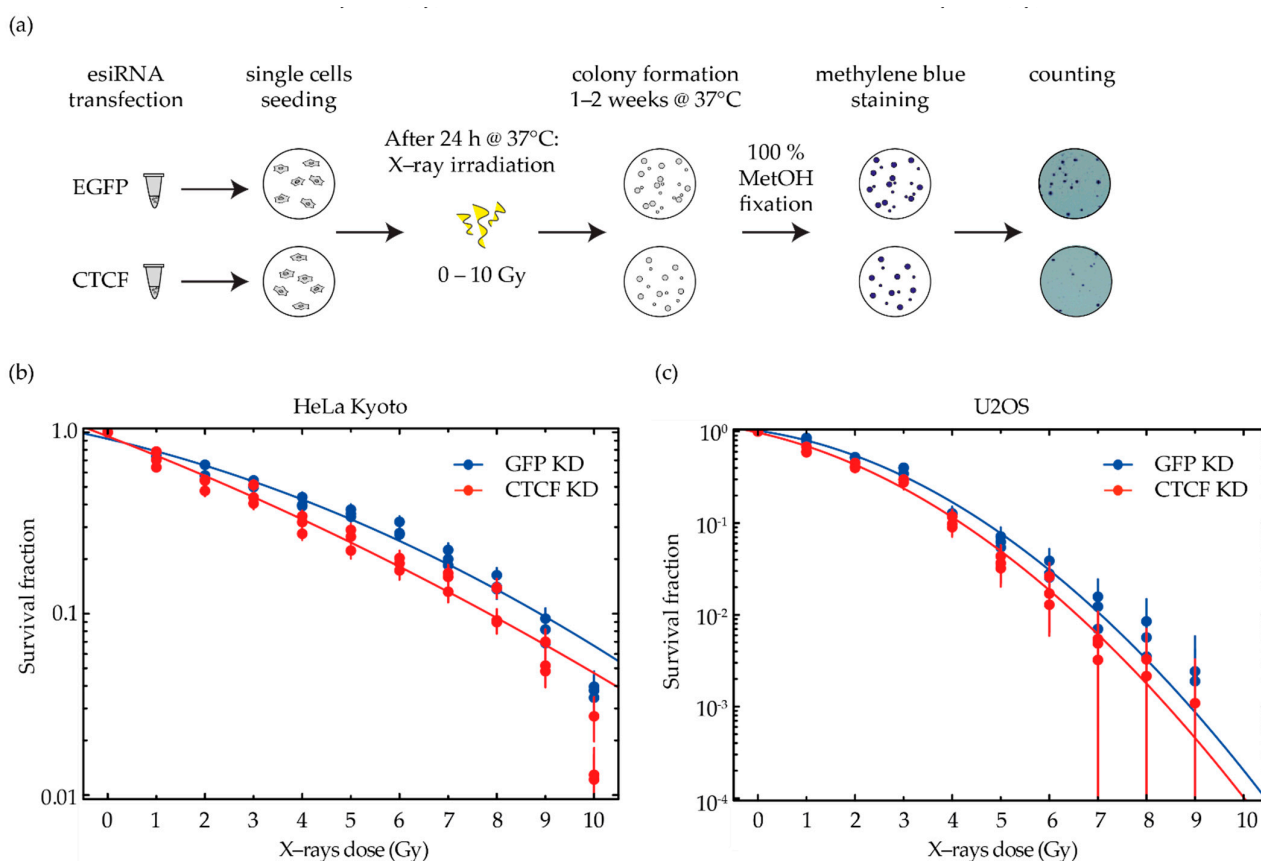 (a)
esiRNA
transfection
single cells
seeding
After 24 h @ 37°C:
X–ray irradiation
colony formation
1–2 weeks @ 37°C
100 %
MetOH
fixation
methylene blue
staining
counting
EGFP
CTCF
0 – 10 Gy
(b)
HeLa Kyoto
GFP KD
CTCF KD
Survival fraction
1.0
0.1
0.01
0 1 2 3 4 5 6 7 8 9 10
X–rays dose (Gy)
(c)
U2OS
GFP KD
CTCF KD
Survival fraction
10⁰
10⁻¹
10⁻²
10⁻³
10⁻⁴
0 1 2 3 4 5 6 7 8 9 10
X–rays dose (Gy)